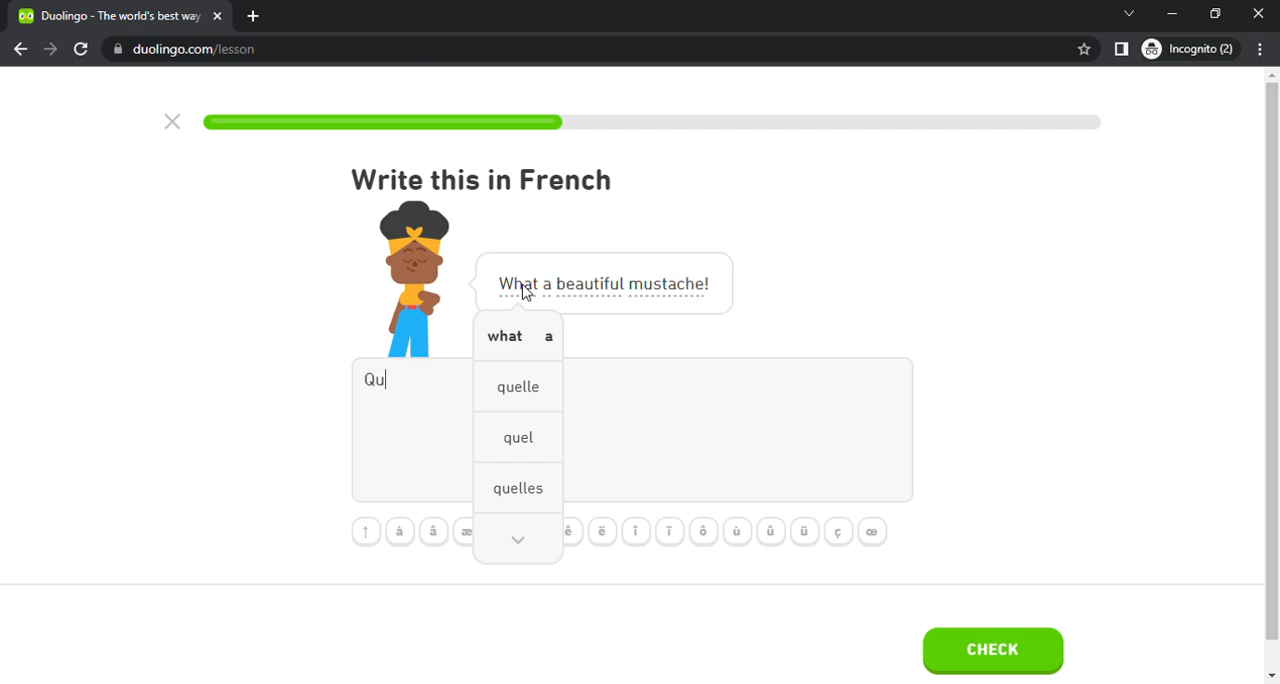 Duolingo - The world's best way
duolingo.com/lesson
Incognito (2)
Write this in French
What a beautiful mustache!
what a
Qu
quelle
quel
quelles
↑ à â æ ê ë î ï ô ù û ü ç œ
CHECK